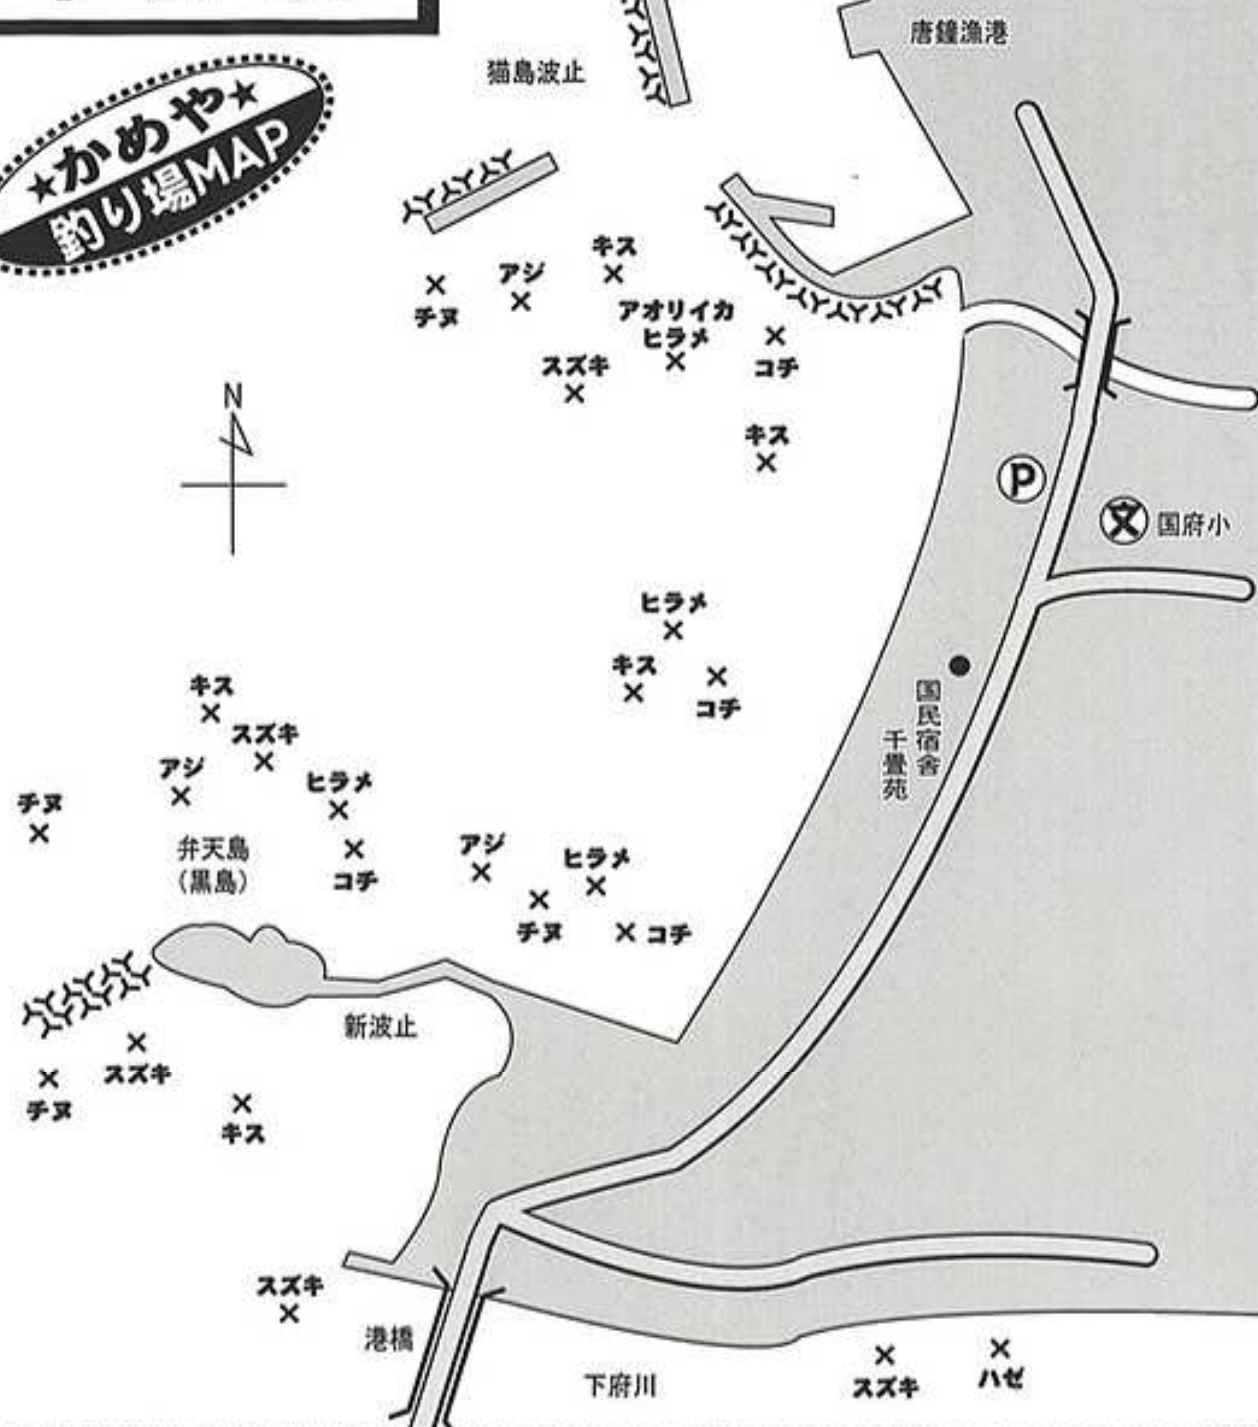 唐鐘漁港
猫島波止
★かめや★
釣り場MAP
キス
アジ
チヌ
アオリイカ
ヒラメ
コチ
スズキ
キス
N
P
文
国府小
ヒラメ
キス
コチ
国民宿舎
千畳苑
キス
スズキ
アジ
ヒラメ
チヌ
弁天島
(黒島)
コチ
アジ
ヒラメ
チヌ
コチ
新波止
スズキ
チヌ
キス
スズキ
港橋
下府川
スズキ
ハゼ